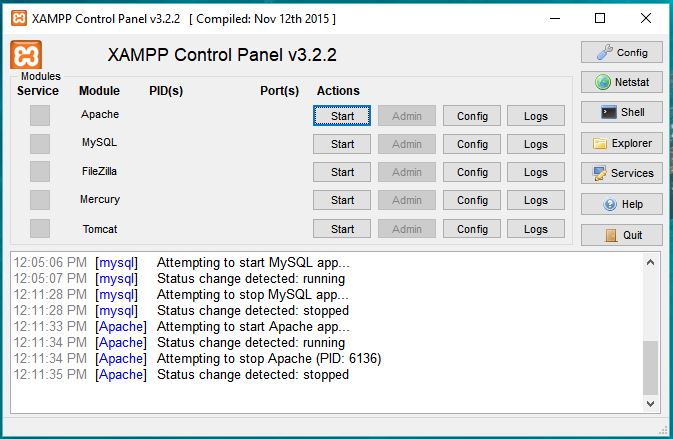 XAMPP Control Panel v3.2.2 [ Compiled: Nov 12th 2015 ]
XAMPP Control Panel v3.2.2
Config
Modules
Service Module PID(s) Port(s) Actions
Netstat
Apache Start Admin Config Logs
Shell
MySQL Start Admin Config Logs
Explorer
FileZilla Start Admin Config Logs
Services
Mercury Start Admin Config Logs
Help
Tomcat Start Admin Config Logs
Quit
12:05:06 PM [mysql] Attempting to start MySQL app...
12:05:07 PM [mysql] Status change detected: running
12:11:28 PM [mysql] Attempting to stop MySQL app...
12:11:28 PM [mysql] Status change detected: stopped
12:11:33 PM [Apache] Attempting to start Apache app...
12:11:34 PM [Apache] Status change detected: running
12:11:34 PM [Apache] Attempting to stop Apache (PID: 6136)
12:11:35 PM [Apache] Status change detected: stopped